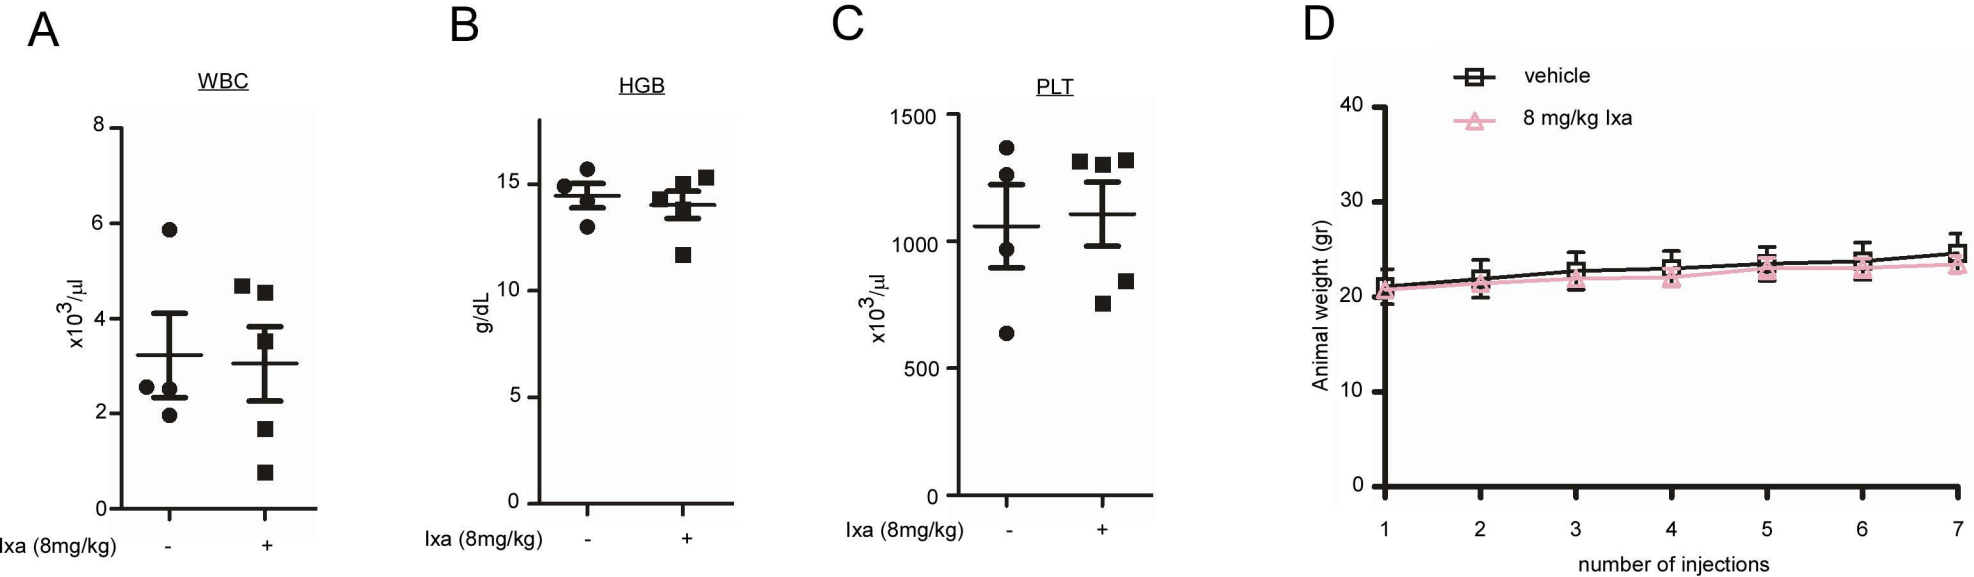 A
WBC
8
6
4
2
0
x10³/µl
Ixa (8mg/kg)
-
+
B
HGB
15
10
5
0
g/dL
Ixa (8mg/kg)
-
+
C
PLT
1500
1000
500
0
x10³/µl
Ixa (8mg/kg)
-
+
D
vehicle
8 mg/kg Ixa
40
30
20
10
0
Animal weight (gr)
1 2 3 4 5 6 7
number of injections